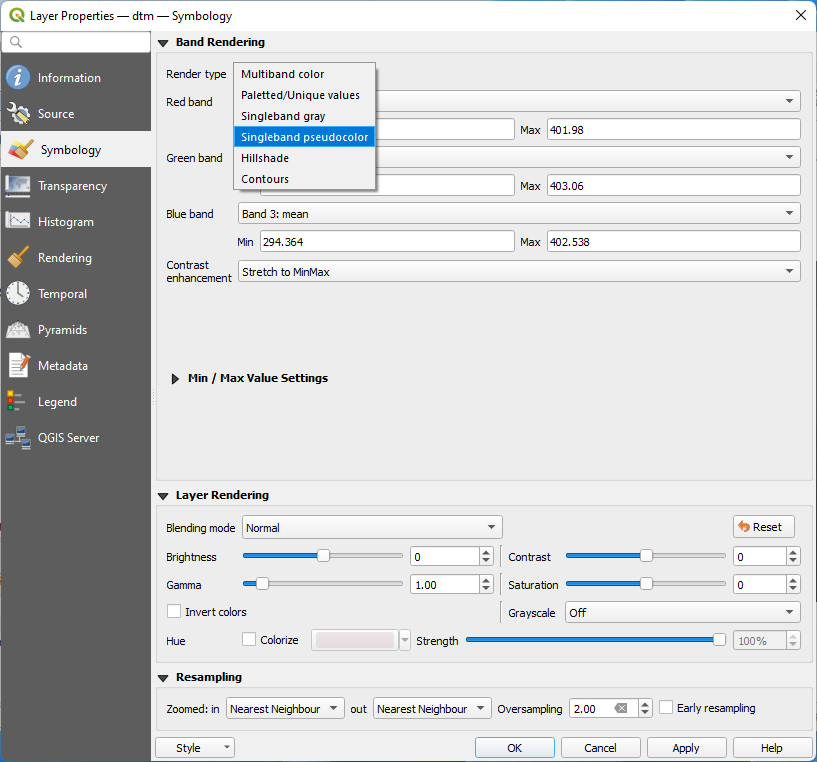 Layer Properties — dtm — Symbology
Information
Source
Symbology
Transparency
Histogram
Rendering
Temporal
Pyramids
Metadata
Legend
QGIS Server
Band Rendering
Render type
Multiband color
Paletted/Unique values
Singleband gray
Singleband pseudocolor
Hillshade
Contours
Red band
Max 401.98
Green band
Max 403.06
Blue band Band 3: mean
Min 294.364 Max 402.538
Contrast
enhancement Stretch to MinMax
Min / Max Value Settings
Layer Rendering
Blending mode Normal Reset
Brightness 0 Contrast 0
Gamma 1.00 Saturation 0
Invert colors Grayscale Off
Hue Colorize Strength 100%
Resampling
Zoomed: in Nearest Neighbour out Nearest Neighbour Oversampling 2.00 Early resampling
Style OK Cancel Apply Help